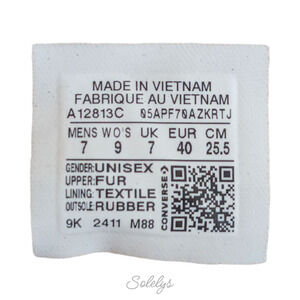 MADE IN VIETNAM
FABRIQUE AU VIETNAM
A12813C 05APF70AZKRTJ
MENS WO'S UK EUR CM
7 9 7 40 25.5
GENDER:UNISEX
UPPER:FUR
LINING:TEXTILE
OUTSOLE:RUBBER
CONVERSE
9K 2411 M88
Solelys